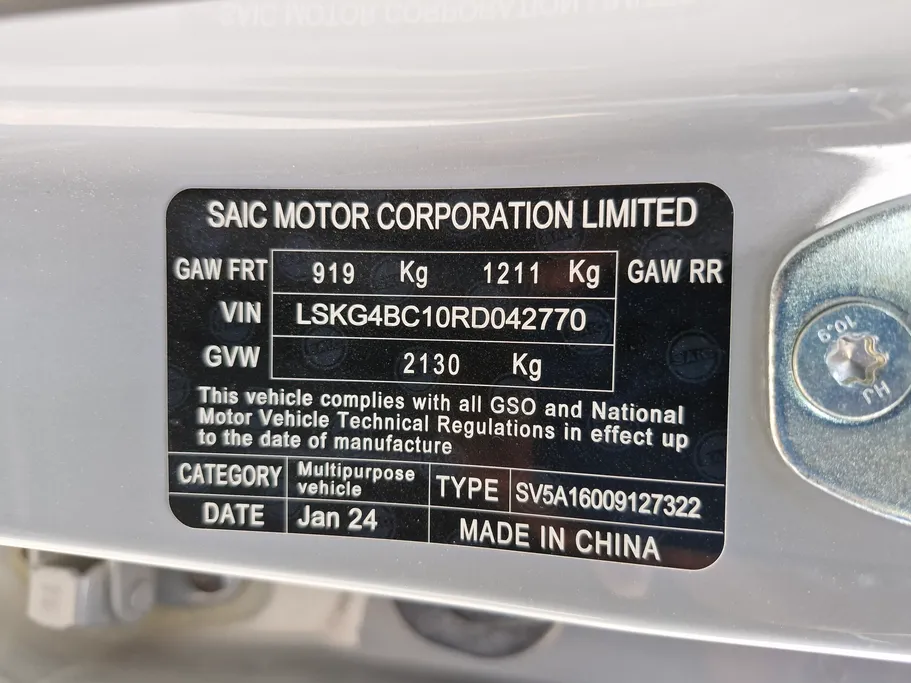 SAIC MOTOR CORPORATION LIMITED
GAW FRT 919 Kg 1211 Kg GAW RR
VIN LSKG4BC10RD042770
GVW 2130 Kg
This vehicle complies with all GSO and National
Motor Vehicle Technical Regulations in effect up
to the date of manufacture
CATEGORY Multipurpose
vehicle
TYPE SV5A16009127322
DATE Jan 24
MADE IN CHINA
10.9
HJ